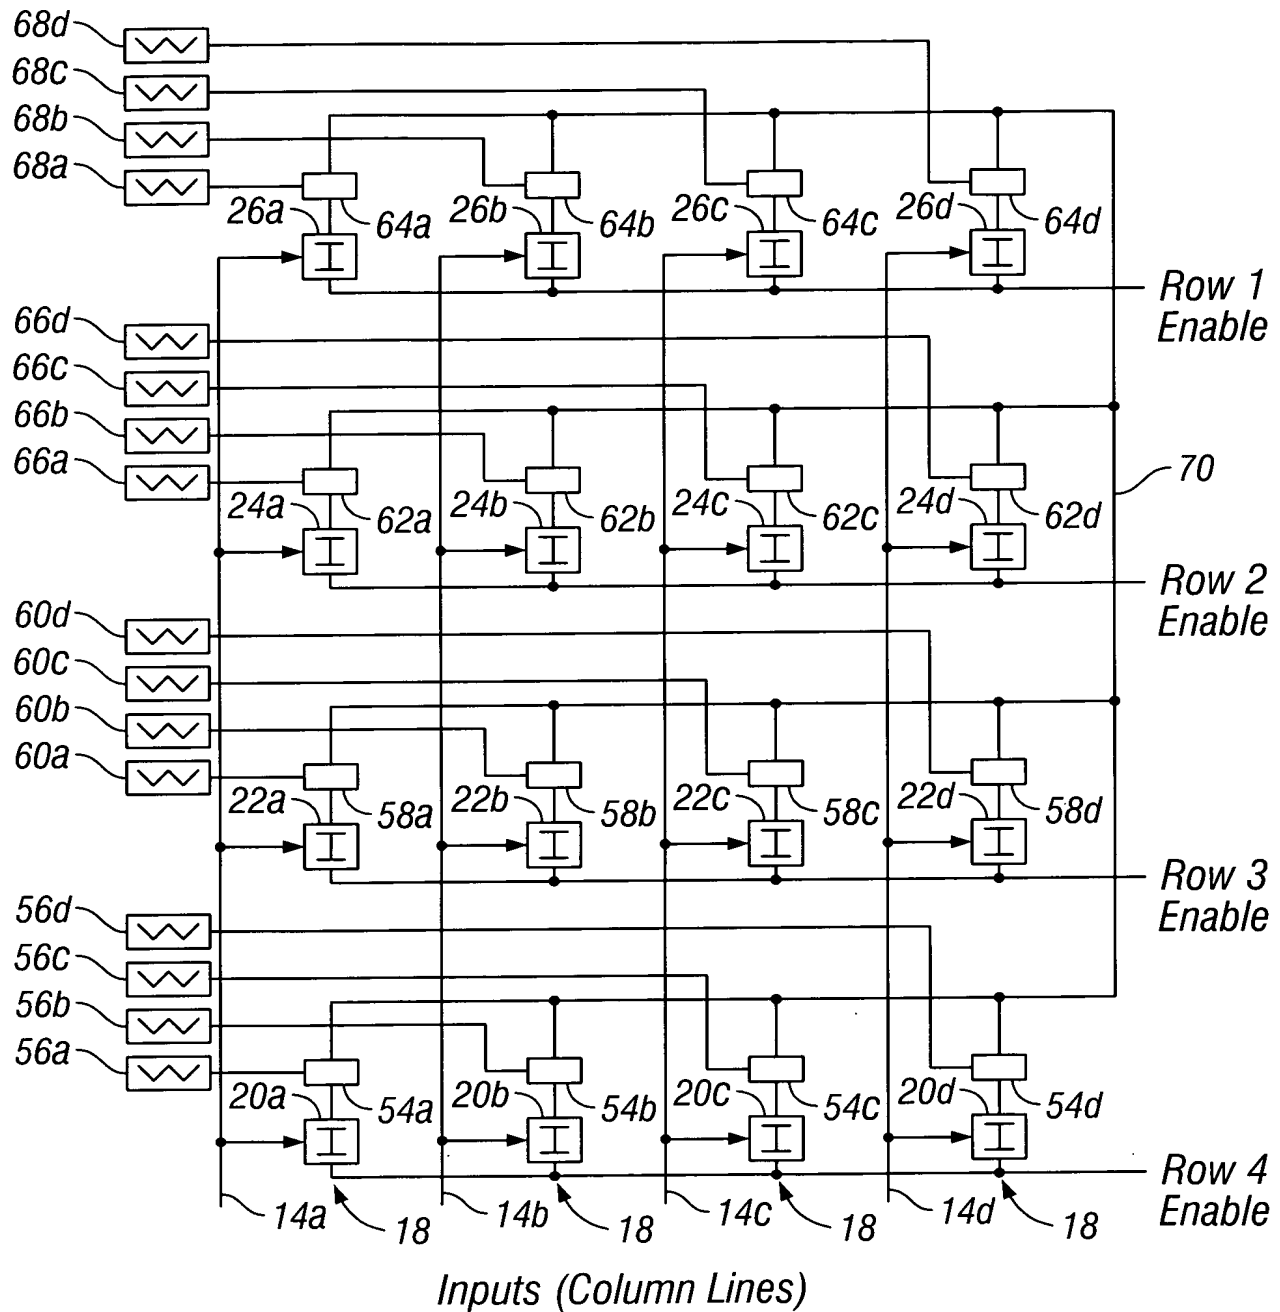 68d
68c
68b
68a
26a 64a 26b 64b 26c 64c 26d 64d
Row 1
Enable
66d
66c
66b
66a
70
24a 62a 24b 62b 24c 62c 24d 62d
Row 2
Enable
60d
60c
60b
60a
22a 58a 22b 58b 22c 58c 22d 58d
Row 3
Enable
56d
56c
56b
56a
20a 54a 20b 54b 20c 54c 20d 54d
Row 4
Enable
14a 18 14b 18 14c 18 14d 18
Inputs (Column Lines)